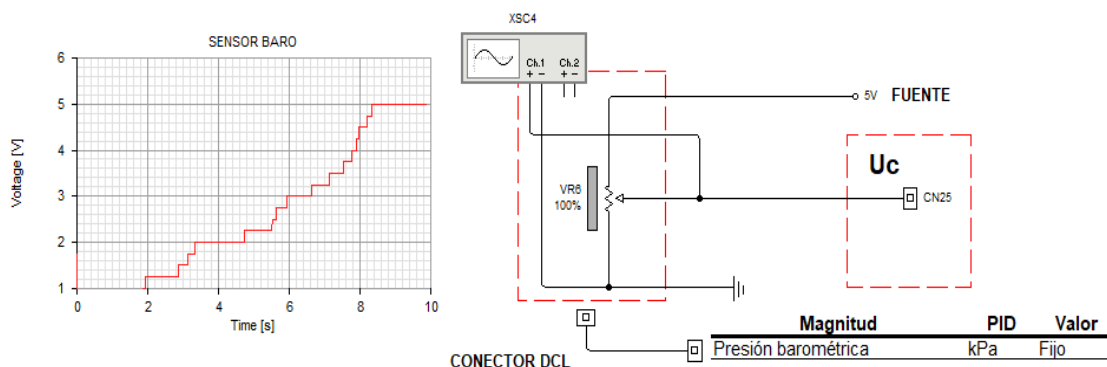 SENSOR BARO
6
5
4
3
2
1
0 2 4 6 8 10
Voltage [V]
Time [s]
XSC4
Ch.1 Ch.2
+ - + -
5V FUENTE
VR6
100%
Uc
CN25
CONECTOR DCL
Magnitud PID Valor
Presión barométrica kPa Fijo